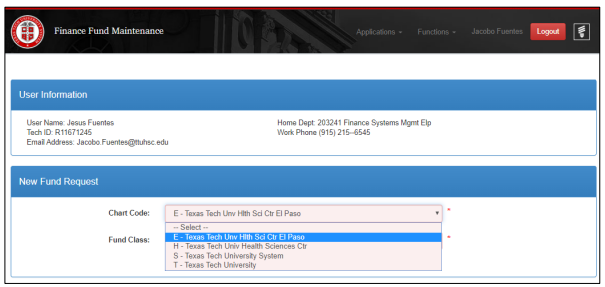 Finance Fund Maintenance
Applications
Functions
Jacobo Fuentes
Logout
User Information
User Name: Jesus Fuentes
Home Dept: 203241 Finance Systems Mgmt Elp
Tech ID: R11671245
Work Phone (915) 215--6545
Email Address: Jacobo.Fuentes@ttuhsc.edu
New Fund Request
Chart Code:
E - Texas Tech Unv Hlth Sci Ctr El Paso
*
-- Select --
Fund Class:
E - Texas Tech Unv Hlth Sci Ctr El Paso
*
H - Texas Tech Univ Health Sciences Ctr
S - Texas Tech University System
T - Texas Tech University